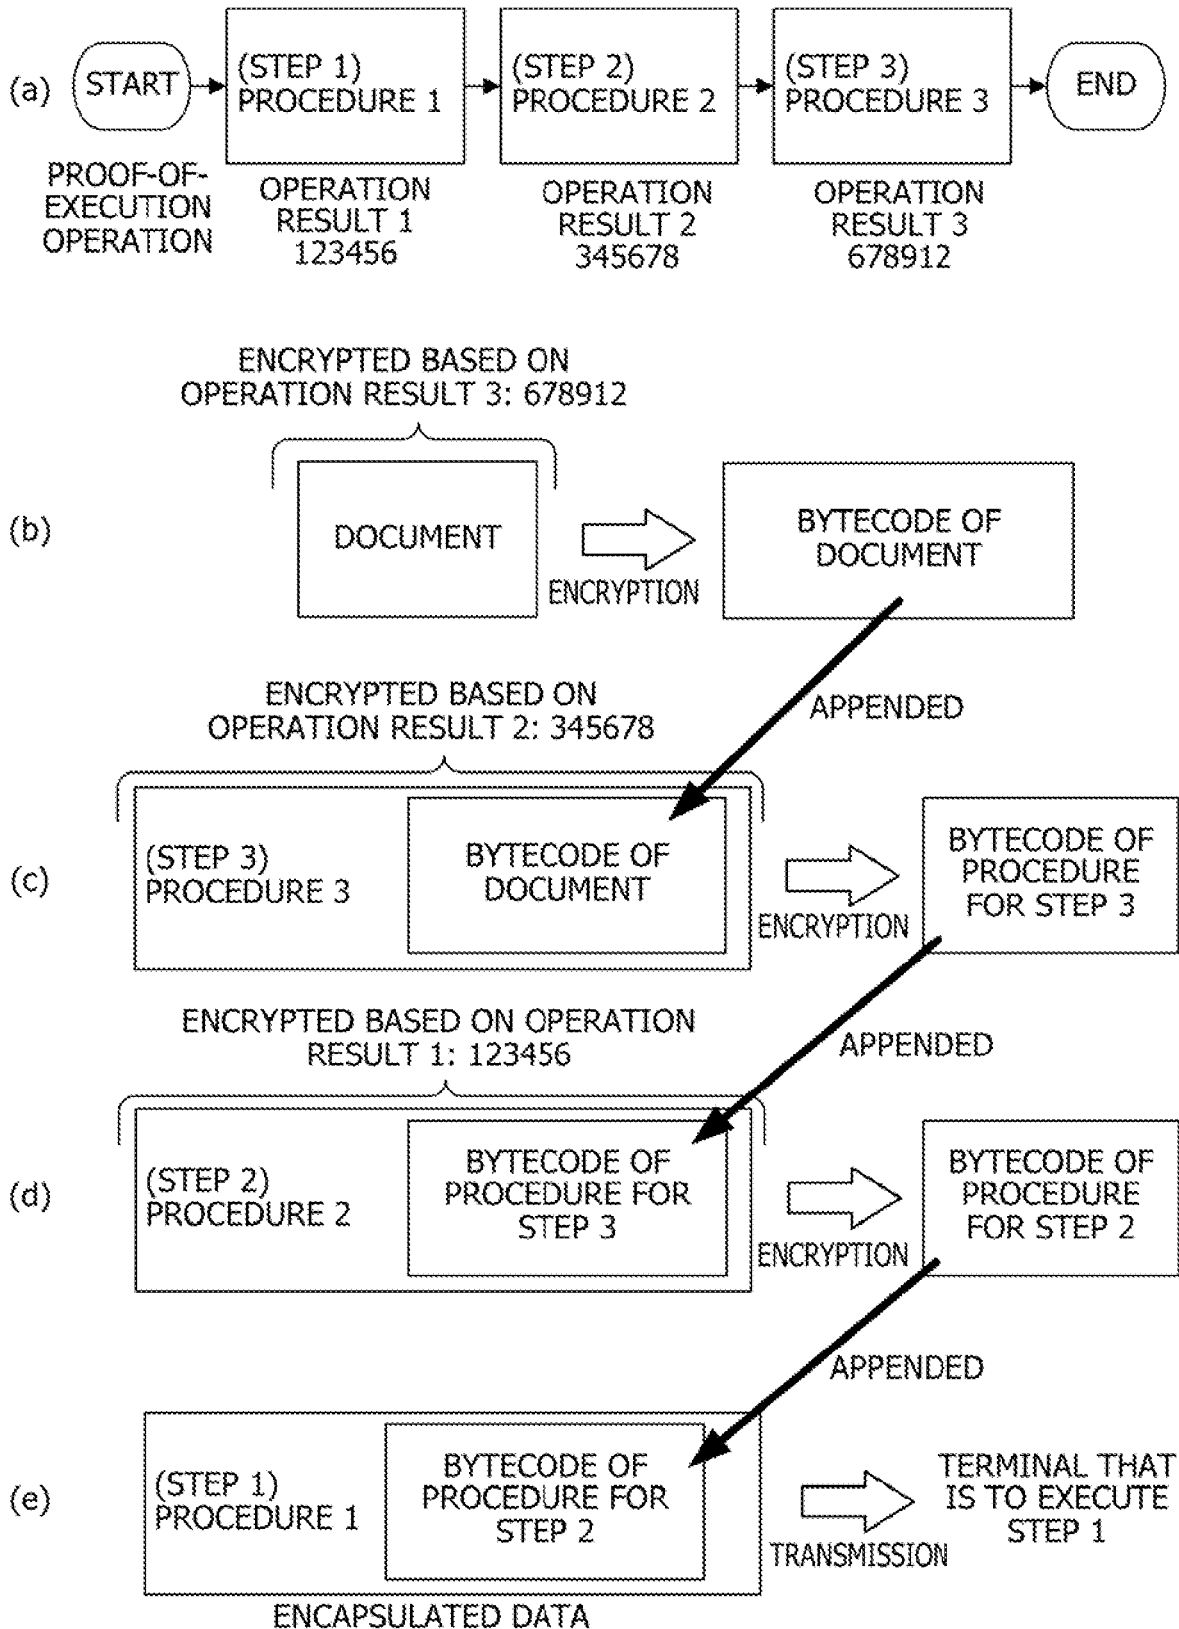 (a)
START
(STEP 1)
PROCEDURE 1
(STEP 2)
PROCEDURE 2
(STEP 3)
PROCEDURE 3
END
PROOF-OF-
EXECUTION
OPERATION
OPERATION
RESULT 1
123456
OPERATION
RESULT 2
345678
OPERATION
RESULT 3
678912
ENCRYPTED BASED ON
OPERATION RESULT 3: 678912
(b)
DOCUMENT
ENCRYPTION
BYTECODE OF
DOCUMENT
APPENDED
ENCRYPTED BASED ON
OPERATION RESULT 2: 345678
(c)
(STEP 3)
PROCEDURE 3
BYTECODE OF
DOCUMENT
ENCRYPTION
BYTECODE OF
PROCEDURE
FOR STEP 3
APPENDED
ENCRYPTED BASED ON OPERATION
RESULT 1: 123456
(d)
(STEP 2)
PROCEDURE 2
BYTECODE OF
PROCEDURE FOR
STEP 3
ENCRYPTION
BYTECODE OF
PROCEDURE
FOR STEP 2
APPENDED
(e)
(STEP 1)
PROCEDURE 1
BYTECODE OF
PROCEDURE FOR
STEP 2
TRANSMISSION
TERMINAL THAT
IS TO EXECUTE
STEP 1
ENCAPSULATED DATA